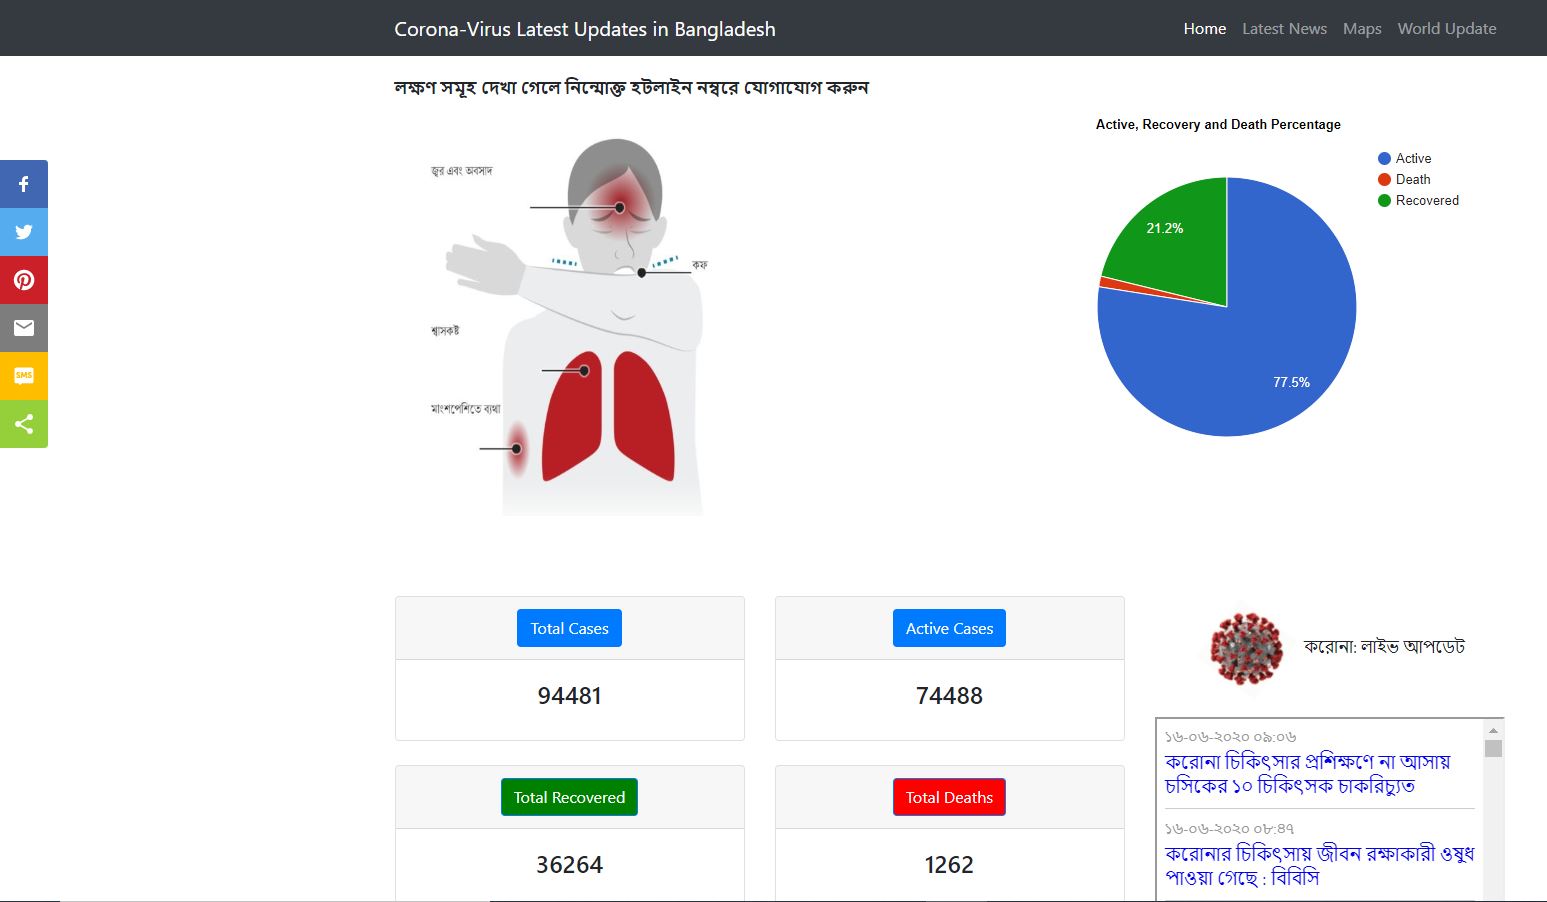 Corona-Virus Latest Updates in Bangladesh
Home Latest News Maps World Update
লক্ষণ সমূহ দেখা গেলে নিন্মোক্ত হটলাইন নম্বরে যোগাযোগ করুন
জ্বর এবং অবসাদ
কফ
শ্বাসকষ্ট
মাংশপেশিতে ব্যথা
Active, Recovery and Death Percentage
Active
Death
Recovered
21.2%
77.5%
SMS
Total Cases
94481
Active Cases
74488
Total Recovered
36264
Total Deaths
1262
করোনা: লাইভ আপডেট
১৬-০৬-২০২০ ০৯:০৬
করোনা চিকিৎসার প্রশিক্ষণে না আসায়
চসিকের ১০ চিকিৎসক চাকরিচ্যুত
১৬-০৬-২০২০ ০৮:৪৭
করোনার চিকিৎসায় জীবন রক্ষাকারী ওষুধ
পাওয়া গেছে : বিবিসি